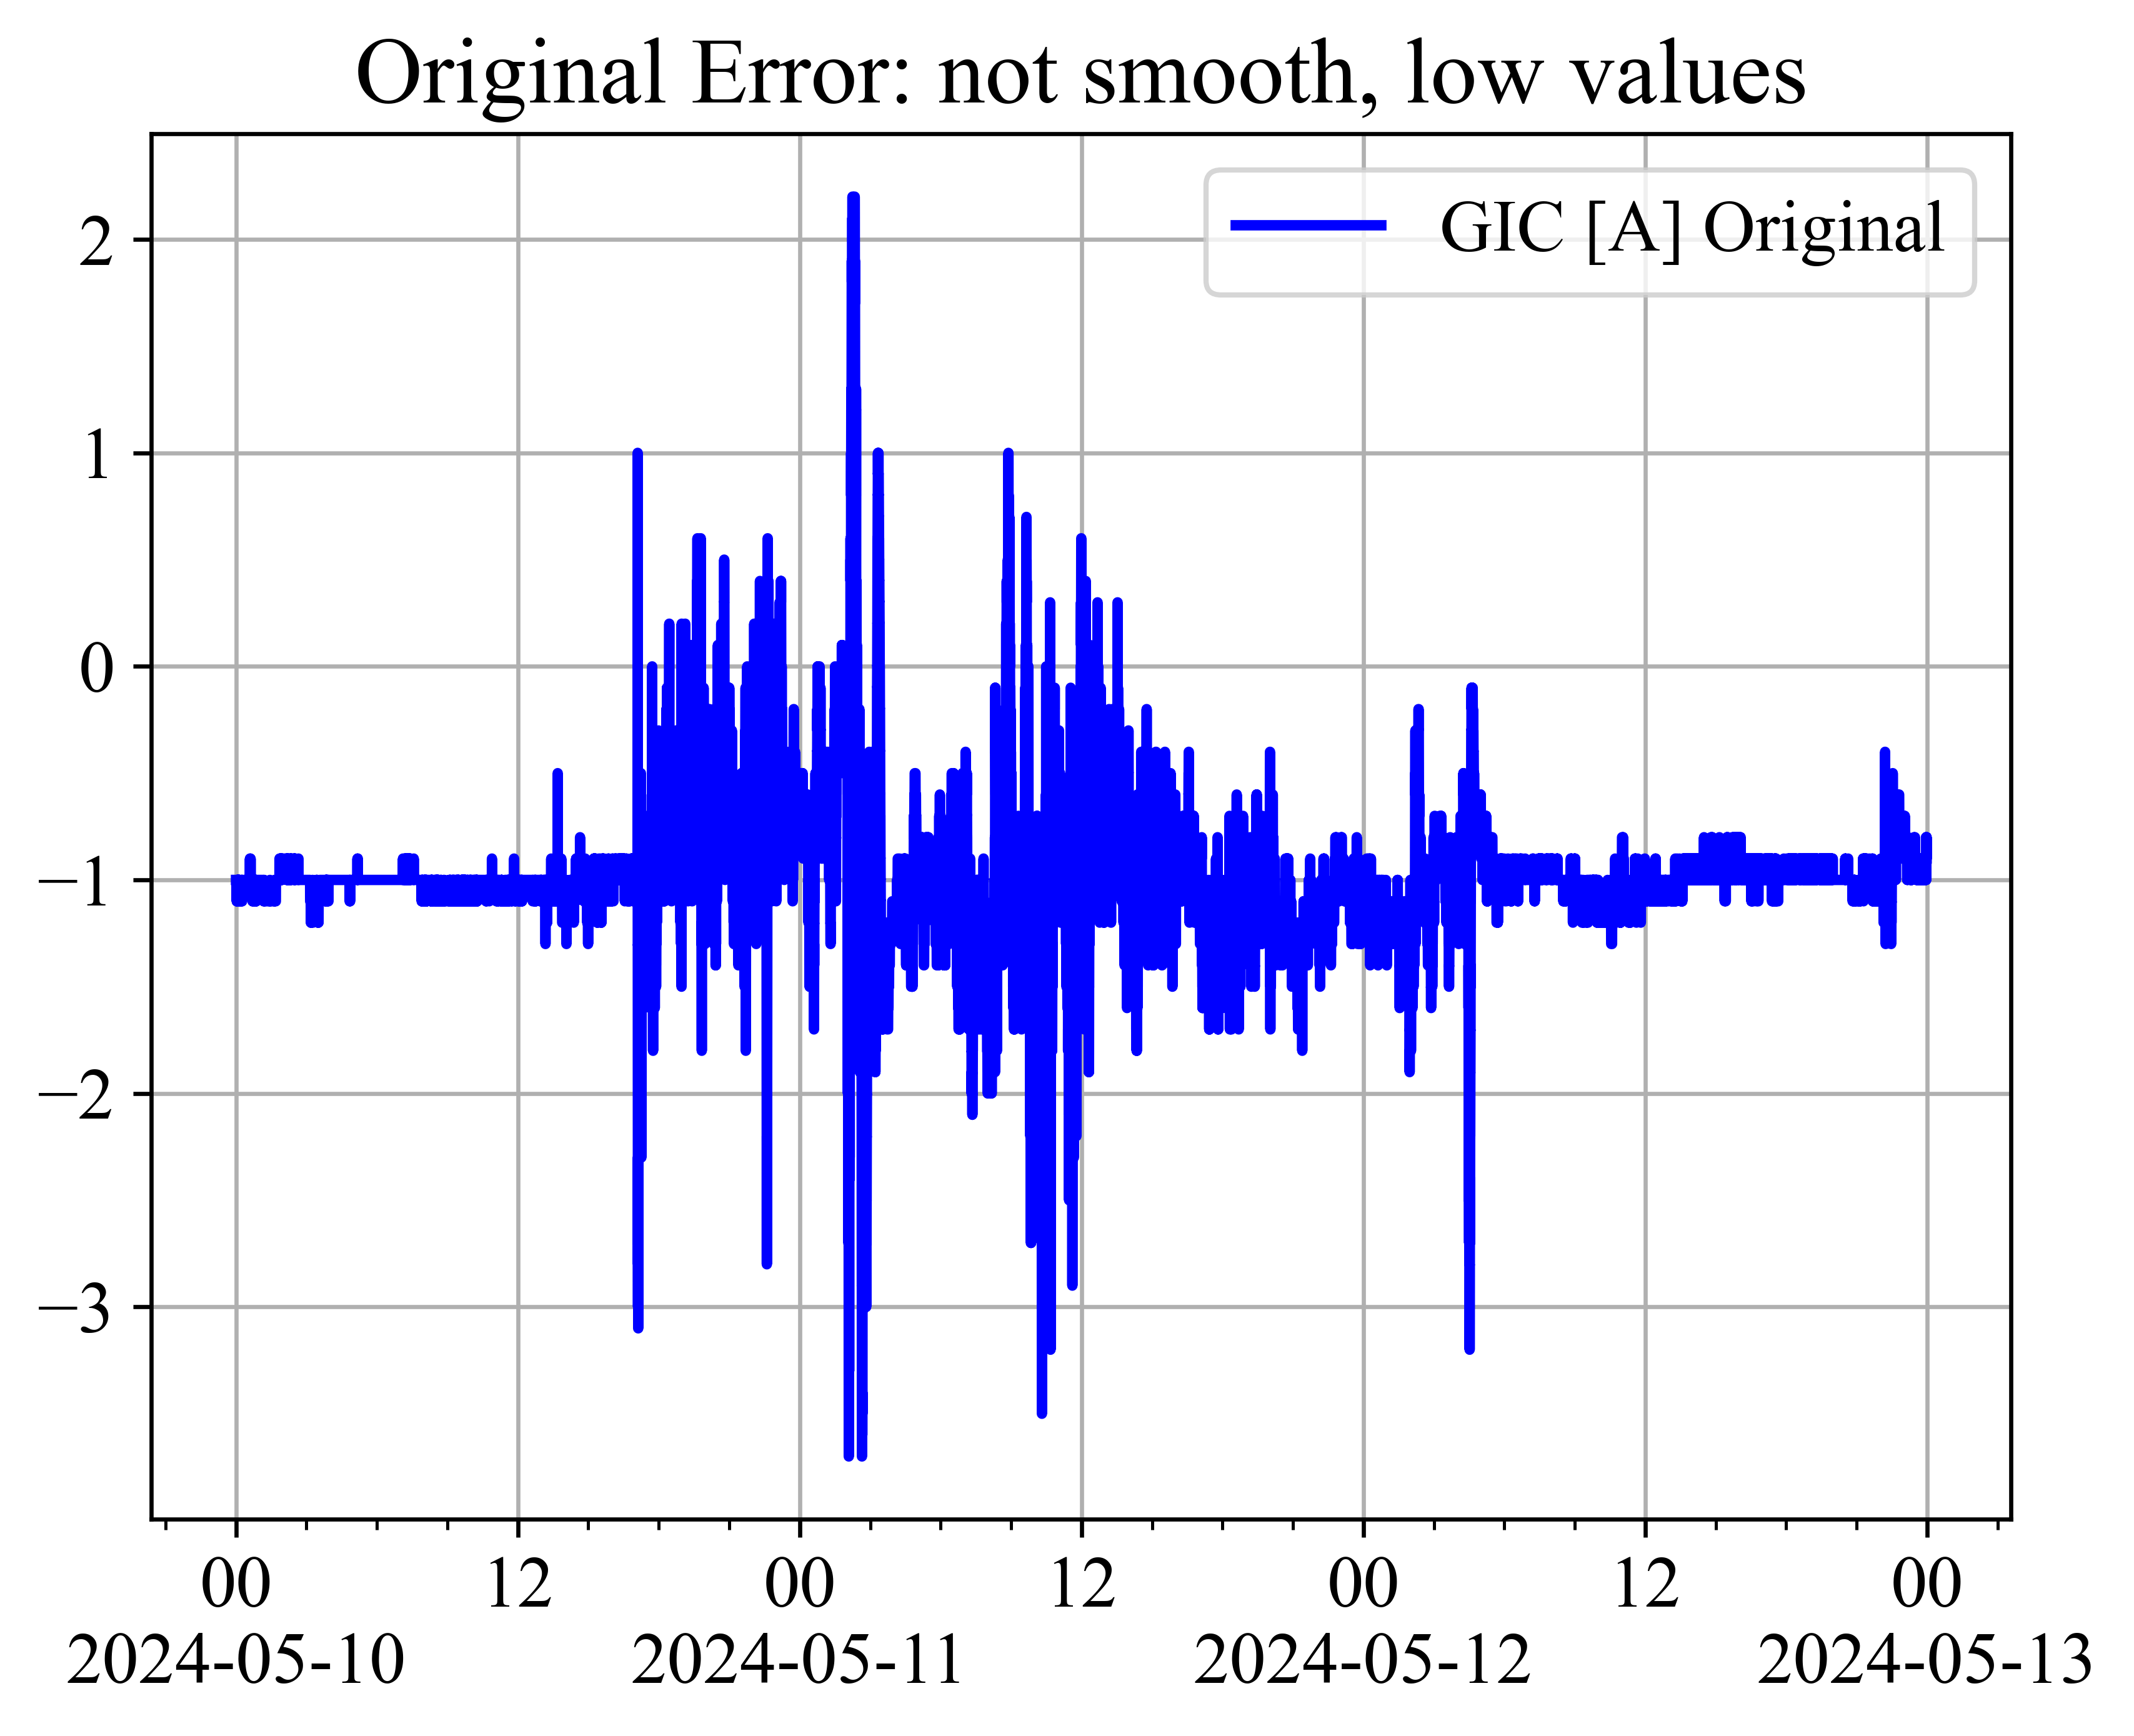 Original Error: not smooth, low values
GIC [A] Original
2
1
0
−1
−2
−3
00 12 00 12 00 12 00
2024-05-10 2024-05-11 2024-05-12 2024-05-13